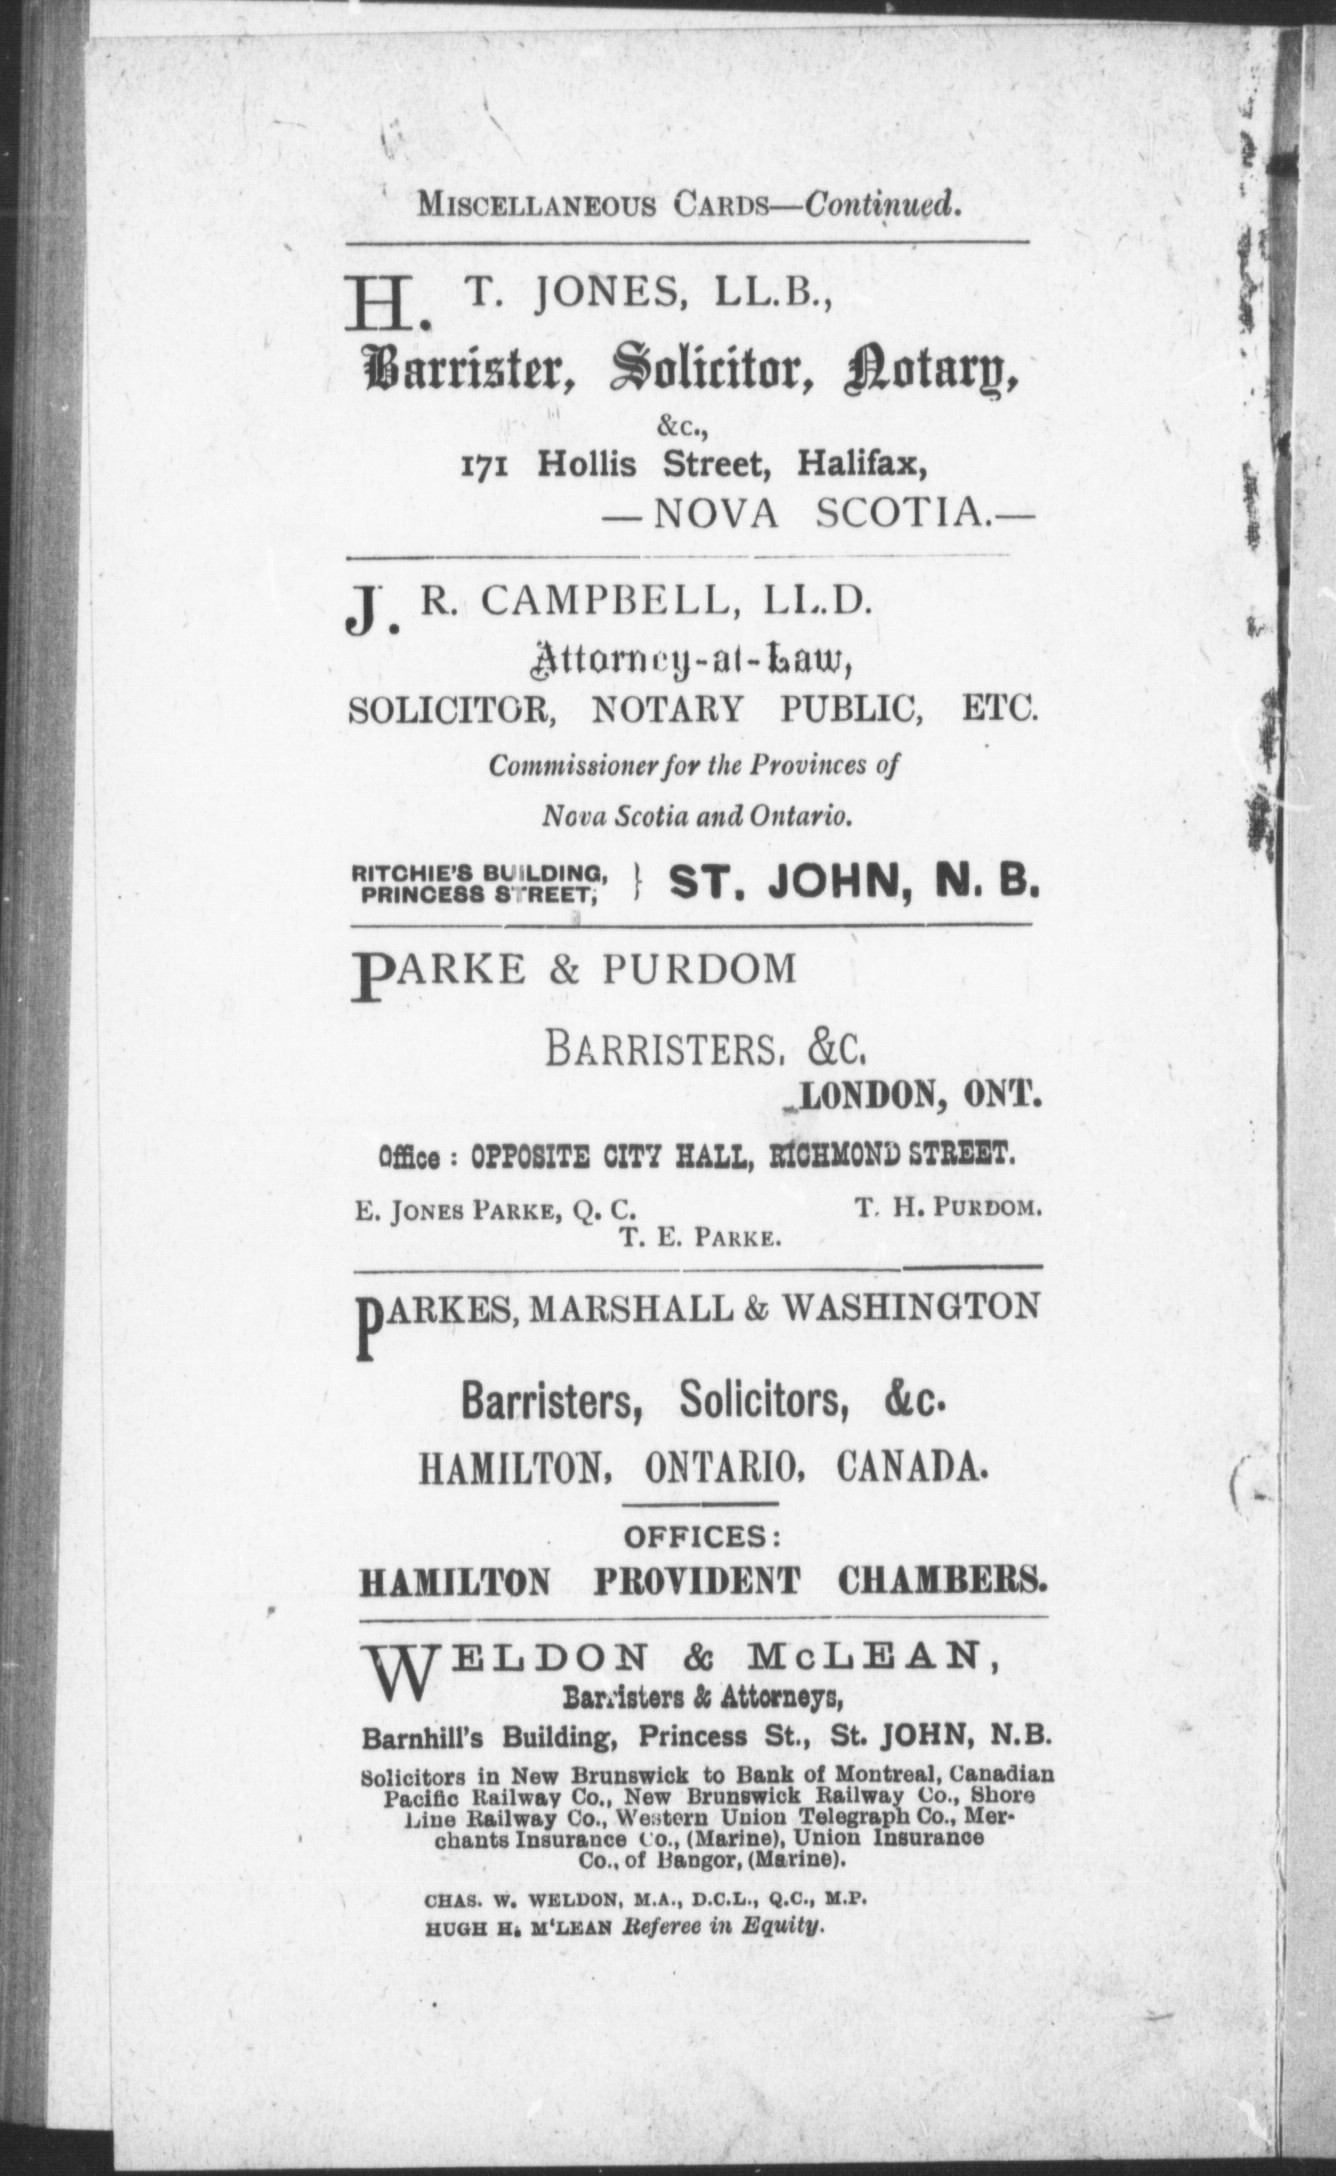 MISCELLANEOUS CARDS—Continued.
H. T. JONES, LL.B.,
Barrister, Solicitor, Notary,
&c.,
171 Hollis Street, Halifax,
—NOVA SCOTIA.—
J. R. CAMPBELL, LL.D.
Attorney-at-Law,
SOLICITOR, NOTARY PUBLIC, ETC.
Commissioner for the Provinces of
Nova Scotia and Ontario.
RITCHIE'S BUILDING,
PRINCESS STREET, } ST. JOHN, N. B.
PARKE & PURDOM
BARRISTERS, &C.
LONDON, ONT.
Office : OPPOSITE CITY HALL, RICHMOND STREET.
E. JONES PARKE, Q. C. T. H. PURDOM.
T. E. PARKE.
PARKES, MARSHALL & WASHINGTON
Barristers, Solicitors, &c.
HAMILTON, ONTARIO, CANADA.
OFFICES:
HAMILTON PROVIDENT CHAMBERS.
WELDON & McLEAN,
Barristers & Attorneys,
Barnhill's Building, Princess St., St. JOHN, N.B.
Solicitors in New Brunswick to Bank of Montreal, Canadian
Pacific Railway Co., New Brunswick Railway Co., Shore
Line Railway Co., Western Union Telegraph Co., Mer-
chants Insurance Co., (Marine), Union Insurance
Co., of Bangor, (Marine).
CHAS. W. WELDON, M.A., D.C.L., Q.C., M.P.
HUGH H. M'LEAN Referee in Equity.